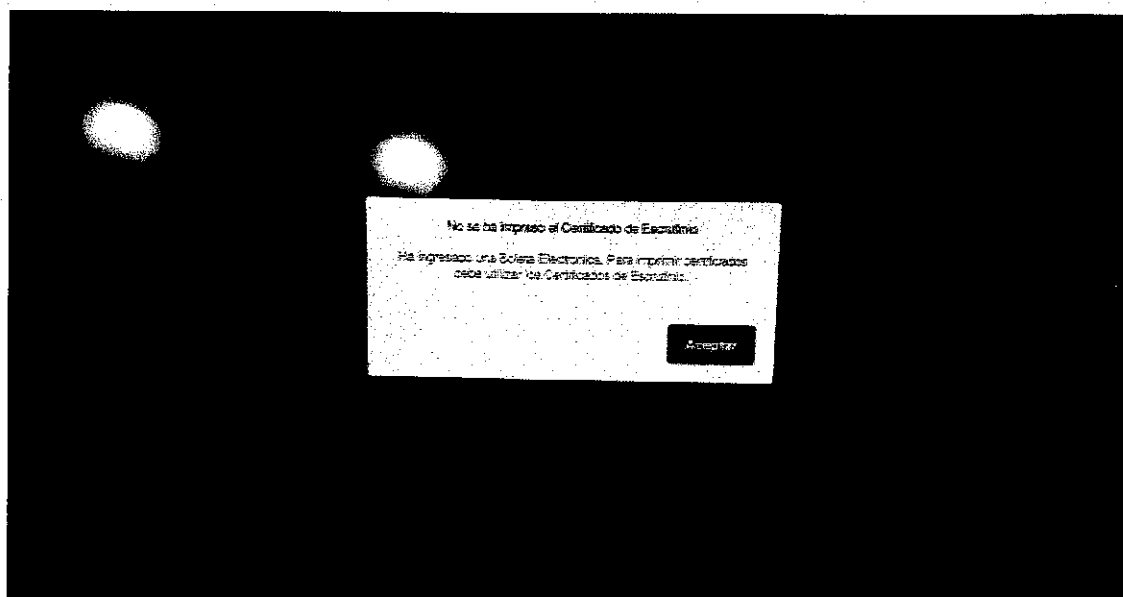 No se ha impreso el Certificado de Escrutinio
Ha ingresado una Boleta Electronica. Para imprimir certificados
debe utilizar los Certificados de Escrutinio.
Aceptar